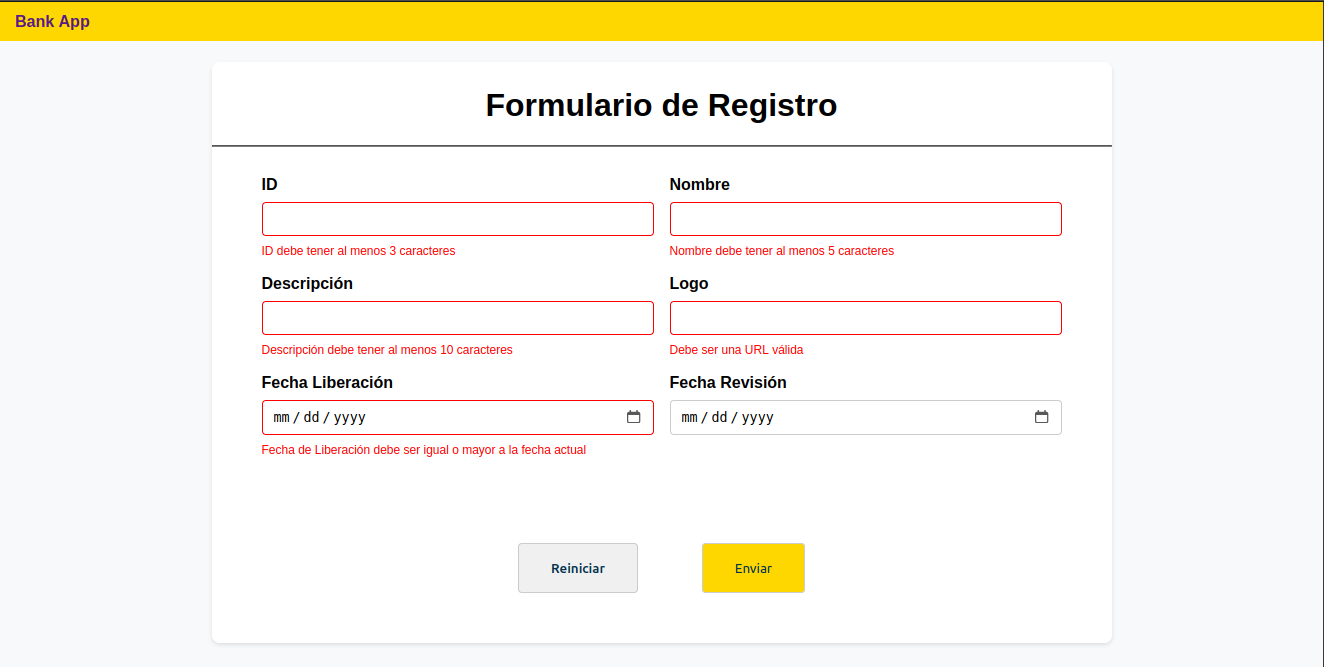 Bank App
Formulario de Registro
ID
Nombre
ID debe tener al menos 3 caracteres
Nombre debe tener al menos 5 caracteres
Descripción
Logo
Descripción debe tener al menos 10 caracteres
Debe ser una URL válida
Fecha Liberación
Fecha Revisión
mm/dd/yyyy
mm/dd/yyyy
Fecha de Liberación debe ser igual o mayor a la fecha actual
Reiniciar
Enviar